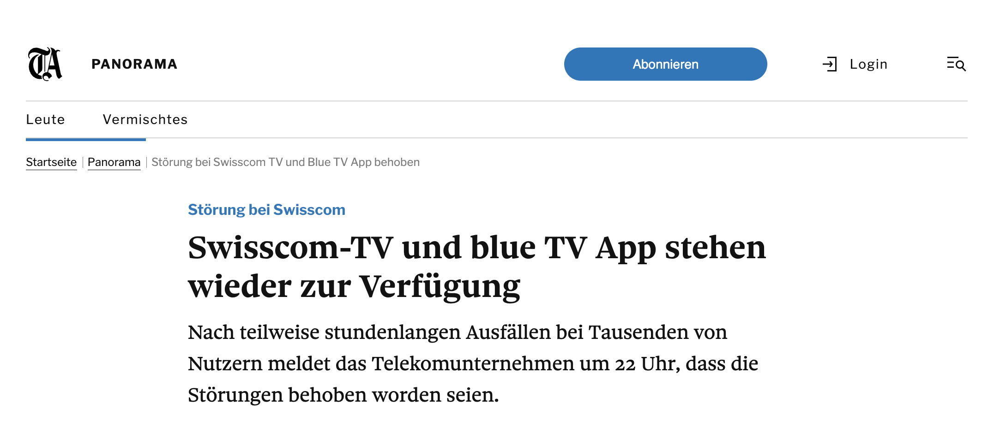 TA
PANORAMA
Abonnieren
Login
Leute
Vermischtes
Startseite | Panorama | Störung bei Swisscom TV und Blue TV App behoben
Störung bei Swisscom
Swisscom-TV und blue TV App stehen
wieder zur Verfügung
Nach teilweise stundenlangen Ausfällen bei Tausenden von
Nutzern meldet das Telekomunternehmen um 22 Uhr, dass die
Störungen behoben worden seien.